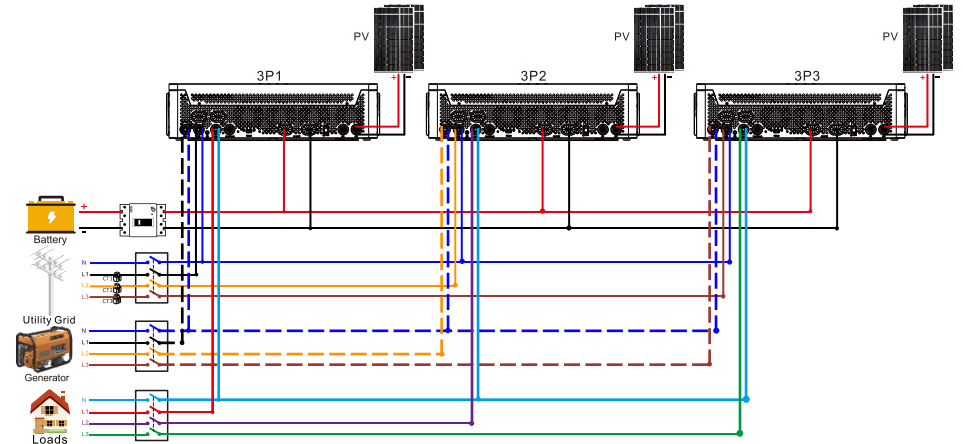 PV
PV
PV
3P1
3P2
3P3
+
-
+
-
+
-
+
-
Battery
N
L1
CT1
L2
CT2
L3
CT3
Utility Grid
N
L1
L2
L3
Generator
N
L1
L2
L3
Loads